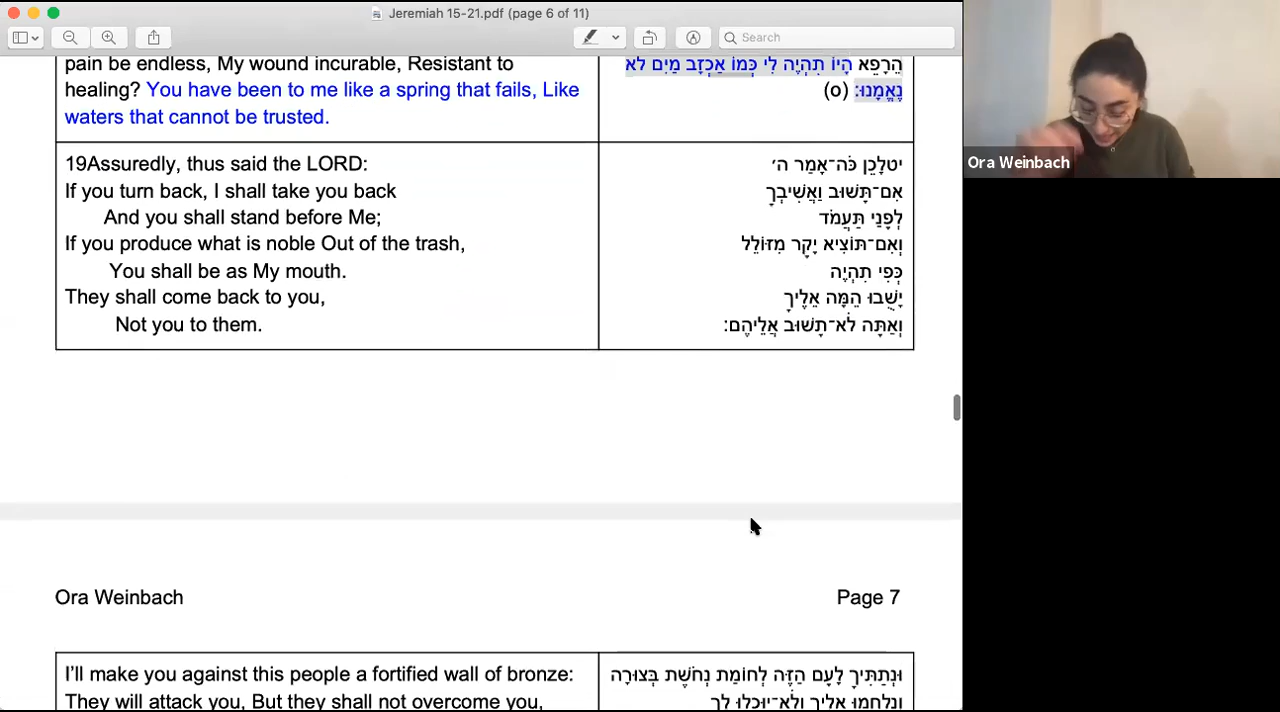 Jeremiah 15-21.pdf (page 6 of 11)
Search
pain be endless, My wound incurable, Resistant to
healing? You have been to me like a spring that fails, Like
waters that cannot be trusted.
הָרָפֵא הָיוֹ תִהְיֶה לִי כְּמוֹ אַכְזָב מַיִם לֹא
נֶאֱמָנוּ: (ס)
19Assuredly, thus said the LORD:
If you turn back, I shall take you back
And you shall stand before Me;
If you produce what is noble Out of the trash,
You shall be as My mouth.
They shall come back to you,
Not you to them.
יטלָכֵן כֹּה־אָמַר ה׳
אִם־תָּשׁוּב וַאֲשִׁיבְךָ
לְפָנַי תַּעֲמֹד
וְאִם־תּוֹצִיא יָקָר מִזּוֹלֵל
כְּפִי תִהְיֶה
יָשֻׁבוּ הֵמָּה אֵלֶיךָ
וְאַתָּה לֹא־תָשׁוּב אֲלֵיהֶם:
Ora Weinbach
Page 7
I'll make you against this people a fortified wall of bronze:
They will attack you, But they shall not overcome you,
וּנְתַתִּיךָ לָעָם הַזֶּה לְחוֹמַת נְחֹשֶׁת בְּצוּרָה
ונלחמו אליך ולא־יוכלו לך
Ora Weinbach